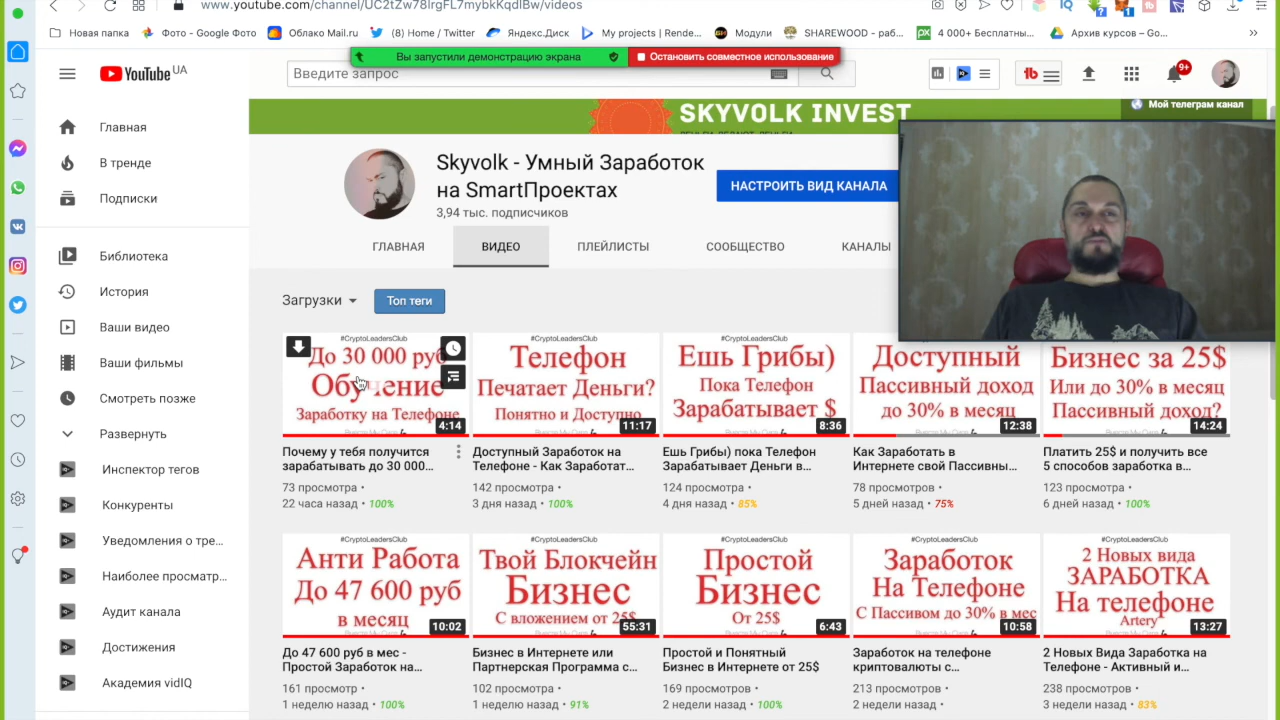 www.youtube.com/channel/UC2tZw78lrgFL7mybkKqdlBw/videos
Новая папка
Фото - Google Фото
Облако Mail.ru
(8) Home / Twitter
Яндекс.Диск
My projects | Rende...
Модули
SHAREWOOD - раб...
4 000+ Бесплатны...
Архив курсов – Go...
Вы запустили демонстрацию экрана
Остановить совместное использование
YouTube UA
Введите запрос
9+
SKYVOLK INVEST
Мой телеграм канал
Главная
В тренде
Подписки
Библиотека
История
Ваши видео
Ваши фильмы
Смотреть позже
Развернуть
Инспектор тегов
Конкуренты
Уведомления о тре...
Наиболее просматр...
Аудит канала
Достижения
Академия vidIQ
Skyvolk - Умный Заработок
на SmartПроектах
3,94 тыс. подписчиков
НАСТРОИТЬ ВИД КАНАЛА
ГЛАВНАЯ
ВИДЕО
ПЛЕЙЛИСТЫ
СООБЩЕСТВО
КАНАЛЫ
Загрузки
Топ теги
#CryptoLeadersClub
До 30 000 руб
Обучение
Заработку на Телефоне
4:14
Почему у тебя получится
зарабатывать до 30 000...
73 просмотра •
22 часа назад • 100%
#CryptoLeadersClub
Телефон
Печатает Деньги?
Понятно и Доступно
11:17
Доступный Заработок на
Телефоне - Как Заработат...
142 просмотра •
3 дня назад • 100%
#CryptoLeadersClub
Ешь Грибы)
Пока Телефон
Зарабатывает $
8:36
Ешь Грибы) пока Телефон
Зарабатывает Деньги в...
124 просмотра •
4 дня назад • 85%
Доступный
Пассивный доход
до 30% в месяц
12:38
Как Заработать в
Интернете свой Пассивны...
78 просмотров •
5 дней назад • 75%
Бизнес за 25$
Или до 30% в месяц
Пассивный доход?
14:24
Платить 25$ и получить все
5 способов заработка в...
123 просмотра •
6 дней назад • 100%
#CryptoLeadersClub
Анти Работа
До 47 600 руб
в месяц
10:02
До 47 600 руб в мес -
Простой Заработок на...
161 просмотр •
1 неделю назад • 100%
#CryptoLeadersClub
Твой Блокчейн
Бизнес
С вложением от 25$
55:31
Бизнес в Интернете или
Партнерская Программа с...
102 просмотра •
1 неделю назад • 91%
#CryptoLeadersClub
Простой
Бизнес
От 25$
6:43
Простой и Понятный
Бизнес в Интернете от 25$
169 просмотров •
2 недели назад • 100%
#CryptoLeadersClub
Заработок
На Телефоне
С Пассивом до 30% в мес
10:58
Заработок на телефоне
криптовалюты с...
213 просмотров •
2 недели назад •
#CryptoLeadersClub
2 Новых вида
ЗАРАБОТКА
На телефоне
Artery
13:27
2 Новых Вида Заработка на
Телефоне - Активный и...
238 просмотров •
3 недели назад • 83%